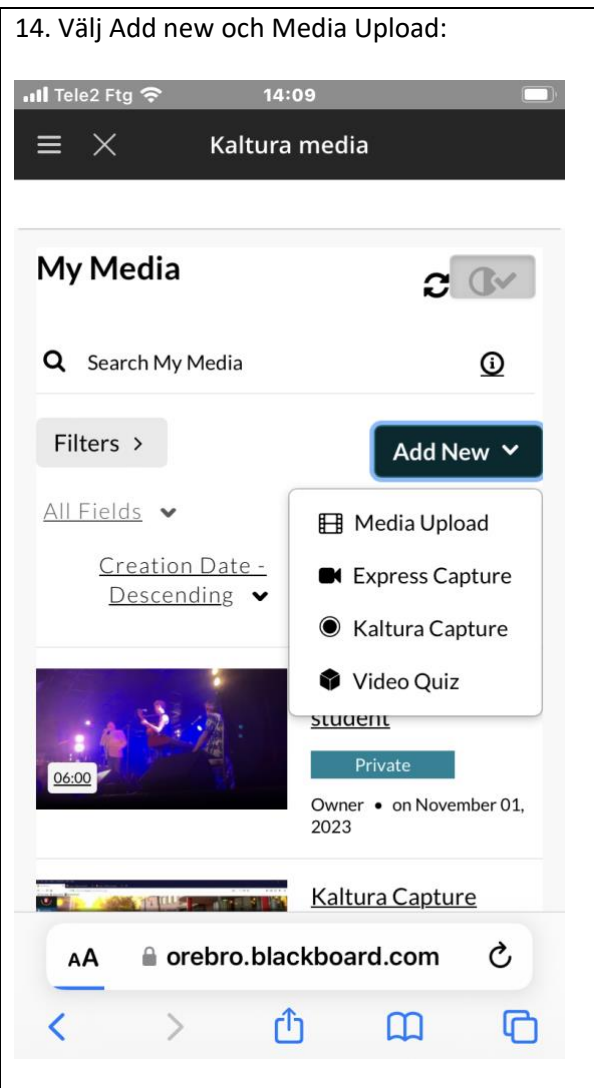 14. Välj Add new och Media Upload:
Tele2 Ftg 14:09
Kaltura media
My Media
Search My Media
Filters >
Add New
All Fields
Media Upload
Creation Date -
Descending
Express Capture
Kaltura Capture
Video Quiz
student
Private
06:00
Owner • on November 01,
2023
Kaltura Capture
AA orebro.blackboard.com